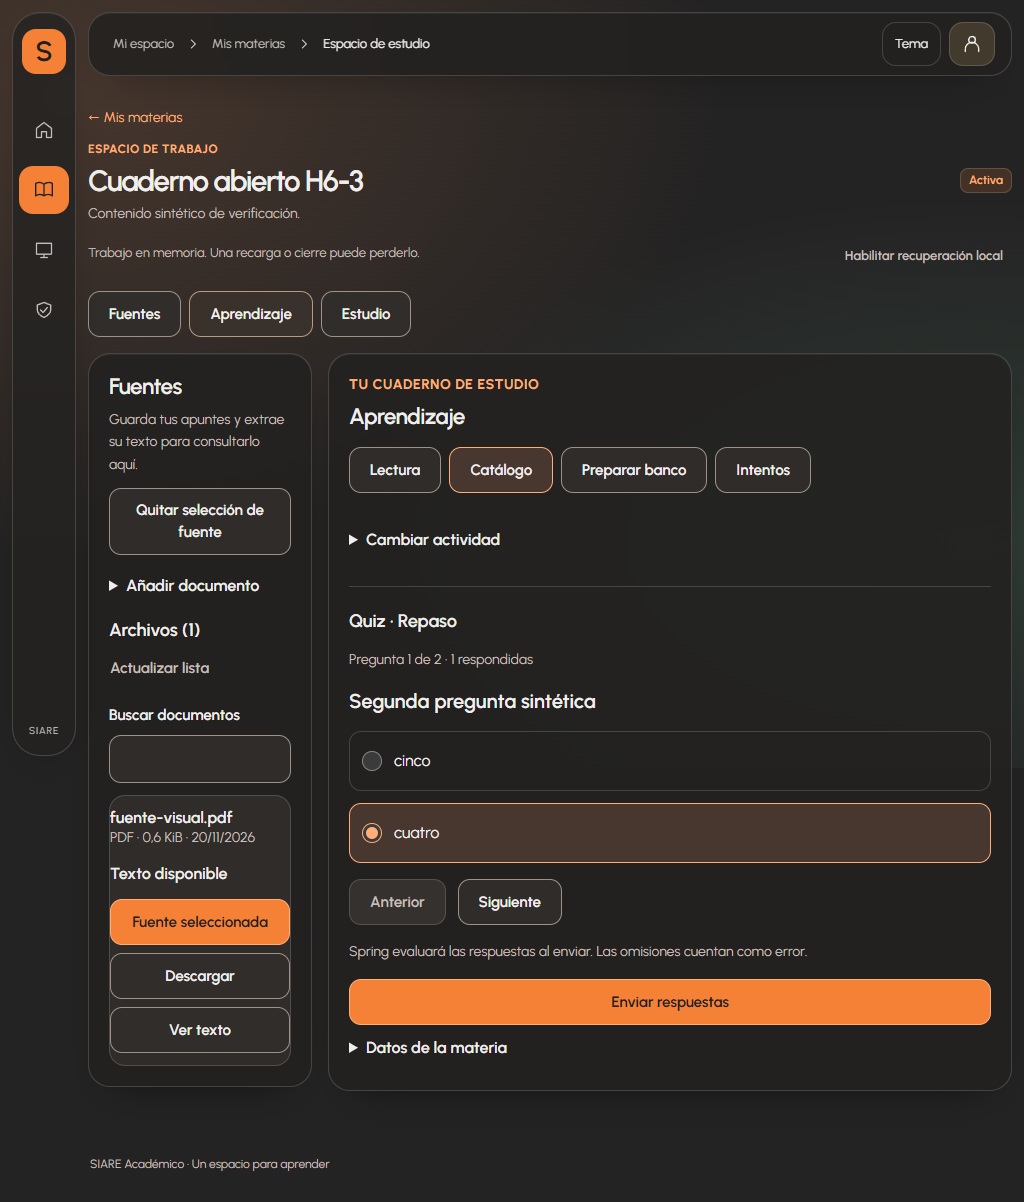 S
Mi espacio > Mis materias > Espacio de estudio
Tema
← Mis materias
ESPACIO DE TRABAJO
Cuaderno abierto H6-3
Activa
Contenido sintético de verificación.
Trabajo en memoria. Una recarga o cierre puede perderlo.
Habilitar recuperación local
Fuentes
Aprendizaje
Estudio
Fuentes
Guarda tus apuntes y extrae
su texto para consultarlo
aquí.
Quitar selección de
fuente
Añadir documento
Archivos (1)
Actualizar lista
Buscar documentos
fuente-visual.pdf
PDF · 0,6 KiB · 20/11/2026
Texto disponible
Fuente seleccionada
Descargar
Ver texto
TU CUADERNO DE ESTUDIO
Aprendizaje
Lectura
Catálogo
Preparar banco
Intentos
Cambiar actividad
Quiz · Repaso
Pregunta 1 de 2 · 1 respondidas
Segunda pregunta sintética
cinco
cuatro
Anterior
Siguiente
Spring evaluará las respuestas al enviar. Las omisiones cuentan como error.
Enviar respuestas
Datos de la materia
SIARE
SIARE Académico · Un espacio para aprender